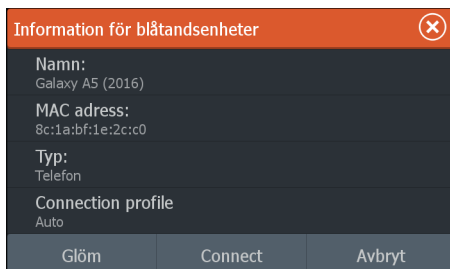 Information för blåtandsenheter
Namn:
Galaxy A5 (2016)
MAC adress:
8c:1a:bf:1e:2c:c0
Typ:
Telefon
Connection profile
Auto
Glöm Connect Avbryt